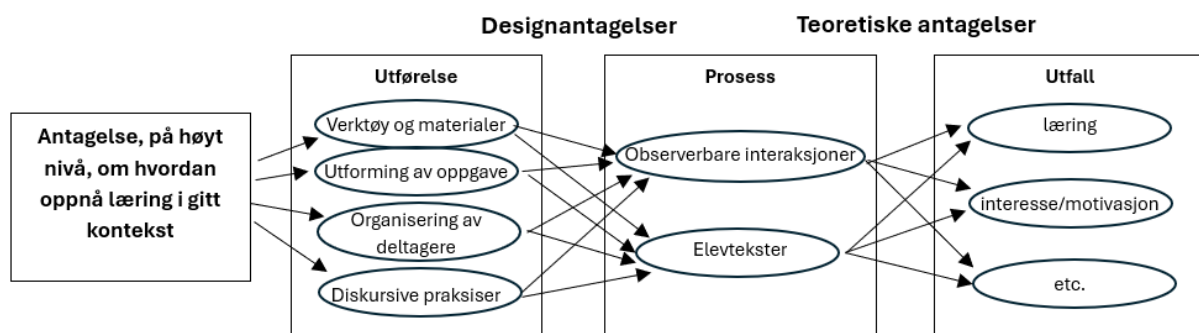 Designantagelser
Teoretiske antagelser
Antagelse, på høyt
nivå, om hvordan
oppnå læring i gitt
kontekst
Utførelse
Verktøy og materialer
Utforming av oppgave
Organisering av
deltagere
Diskursive praksiser
Prosess
Observerbare interaksjoner
Elevtekster
Utfall
læring
interesse/motivasjon
etc.